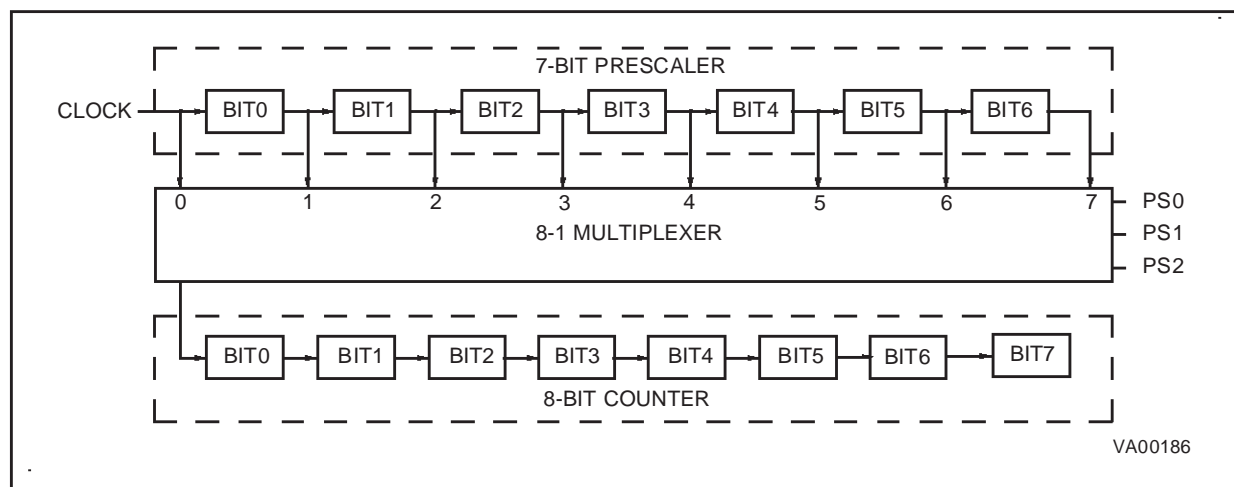 7-BIT PRESCALER
CLOCK BIT0 BIT1 BIT2 BIT3 BIT4 BIT5 BIT6
0 1 2 3 4 5 6 7 PS0
8-1 MULTIPLEXER PS1
PS2
BIT0 BIT1 BIT2 BIT3 BIT4 BIT5 BIT6 BIT7
8-BIT COUNTER
VA00186